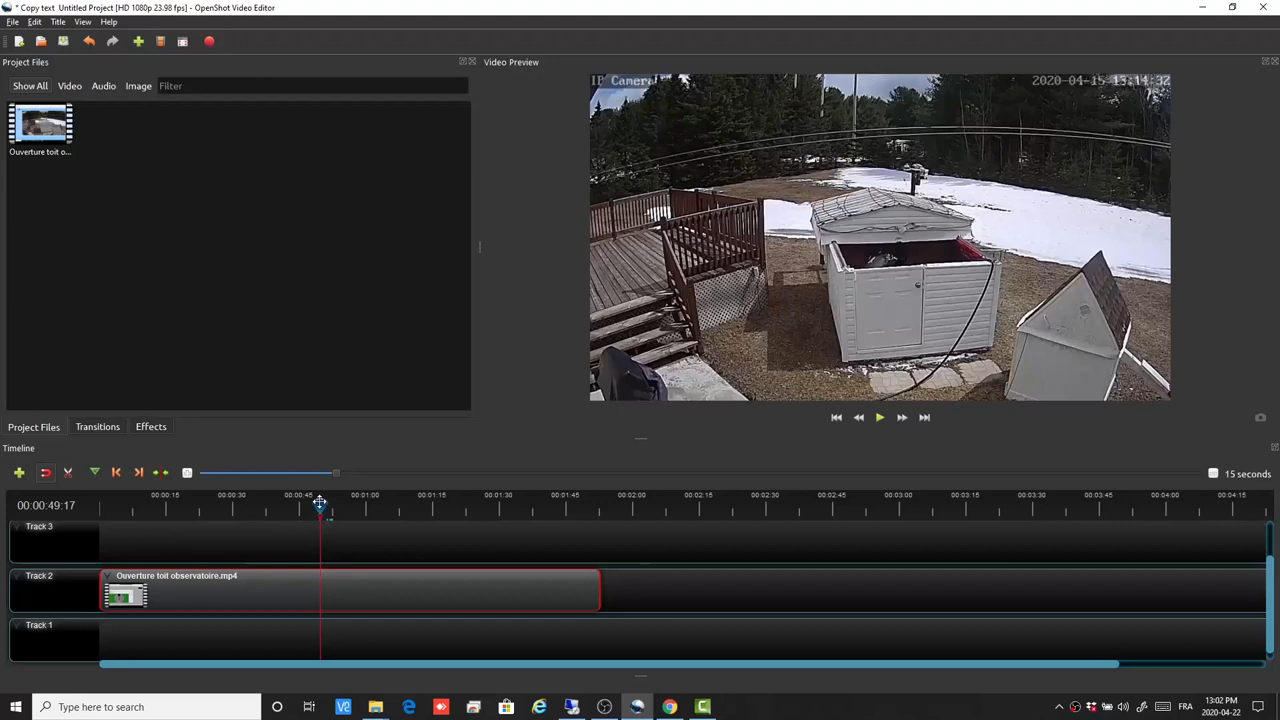 * Copy text  Untitled Project [HD 1080p 23.98 fps] - OpenShot Video Editor
File Edit Title View Help
Project Files
Video Preview
Show All Video Audio Image Filter
IP Camera
2020-04-15 13:14:32
Ouverture toit o...
Project Files Transitions Effects
Timeline
15 seconds
00:00:49:17
00:00:15 00:00:30 00:00:45 00:01:00 00:01:15 00:01:30 00:01:45 00:02:00 00:02:15 00:02:30 00:02:45 00:03:00 00:03:15 00:03:30 00:03:45 00:04:00 00:04:15
Track 3
Track 2
Ouverture toit observatoire.mp4
Track 1
Type here to search
FRA
13:02 PM
2020-04-22